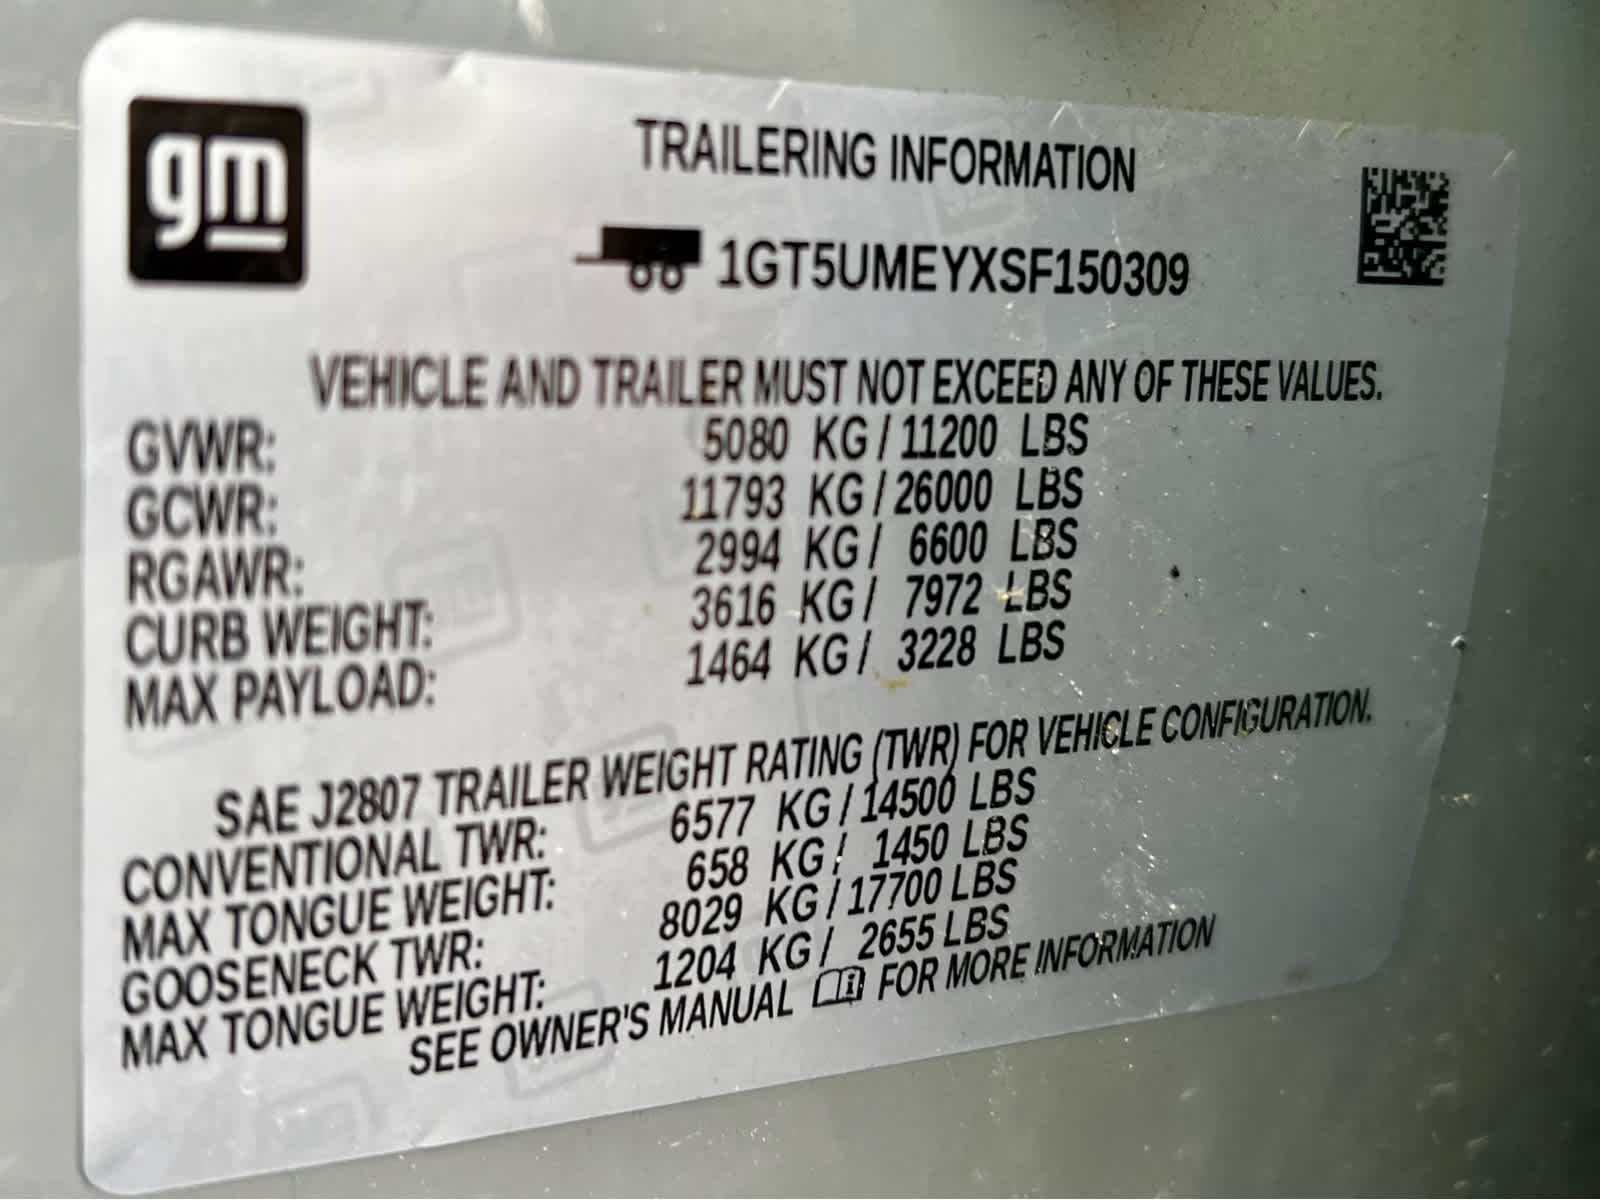 gm
TRAILERING INFORMATION
1GT5UMEYXSF150309
VEHICLE AND TRAILER MUST NOT EXCEED ANY OF THESE VALUES.
GVWR: 5080 KG / 11200 LBS
GCWR: 11793 KG / 26000 LBS
RGAWR: 2994 KG / 6600 LBS
CURB WEIGHT: 3616 KG / 7972 LBS
MAX PAYLOAD: 1464 KG / 3228 LBS
SAE J2807 TRAILER WEIGHT RATING (TWR) FOR VEHICLE CONFIGURATION.
CONVENTIONAL TWR: 6577 KG / 14500 LBS
MAX TONGUE WEIGHT: 658 KG / 1450 LBS
GOOSENECK TWR: 8029 KG / 17700 LBS
MAX TONGUE WEIGHT: 1204 KG / 2655 LBS
SEE OWNER'S MANUAL FOR MORE INFORMATION